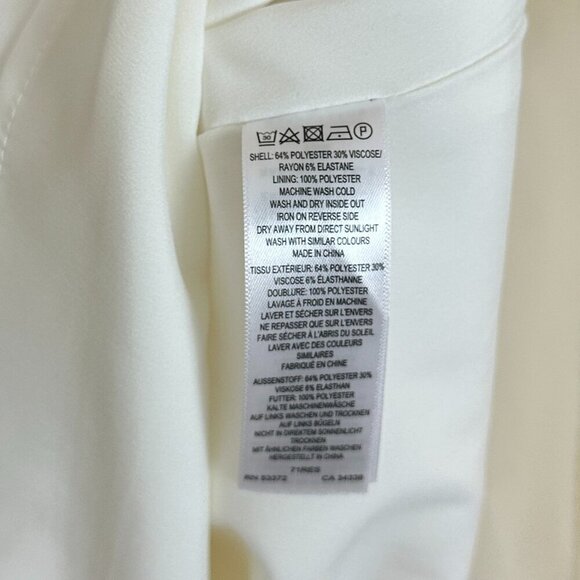 30 P
SHELL: 64% POLYESTER 30% VISCOSE/
RAYON 6% ELASTANE
LINING: 100% POLYESTER
MACHINE WASH COLD
WASH AND DRY INSIDE OUT
IRON ON REVERSE SIDE
DRY AWAY FROM DIRECT SUNLIGHT
WASH WITH SIMILAR COLOURS
MADE IN CHINA
TISSU EXTÉRIEUR: 64% POLYESTER 30%
VISCOSE 6% ÉLASTHANNE
DOUBLURE: 100% POLYESTER
LAVAGE À FROID EN MACHINE
LAVER ET SÉCHER SUR L'ENVERS
NE REPASSER QUE SUR L'ENVERS
FAIRE SÉCHER À L'ABRIS DU SOLEIL
LAVER AVEC DES COULEURS
SIMILAIRES
FABRIQUÉ EN CHINE
AUSSENSTOFF: 64% POLYESTER 30%
VISKOSE 6% ELASTHAN
FUTTER: 100% POLYESTER
KALTE MASCHINENWÄSCHE
AUF LINKS WASCHEN UND TROCKNEN
AUF LINKS BÜGELN
NICHT IN DIREKTEM SONNENLICHT
TROCKNEN
MIT ÄHNLICHEN FARBEN WASCHEN
HERGESTELLT IN CHINA
71/REG
RN 53372 CA